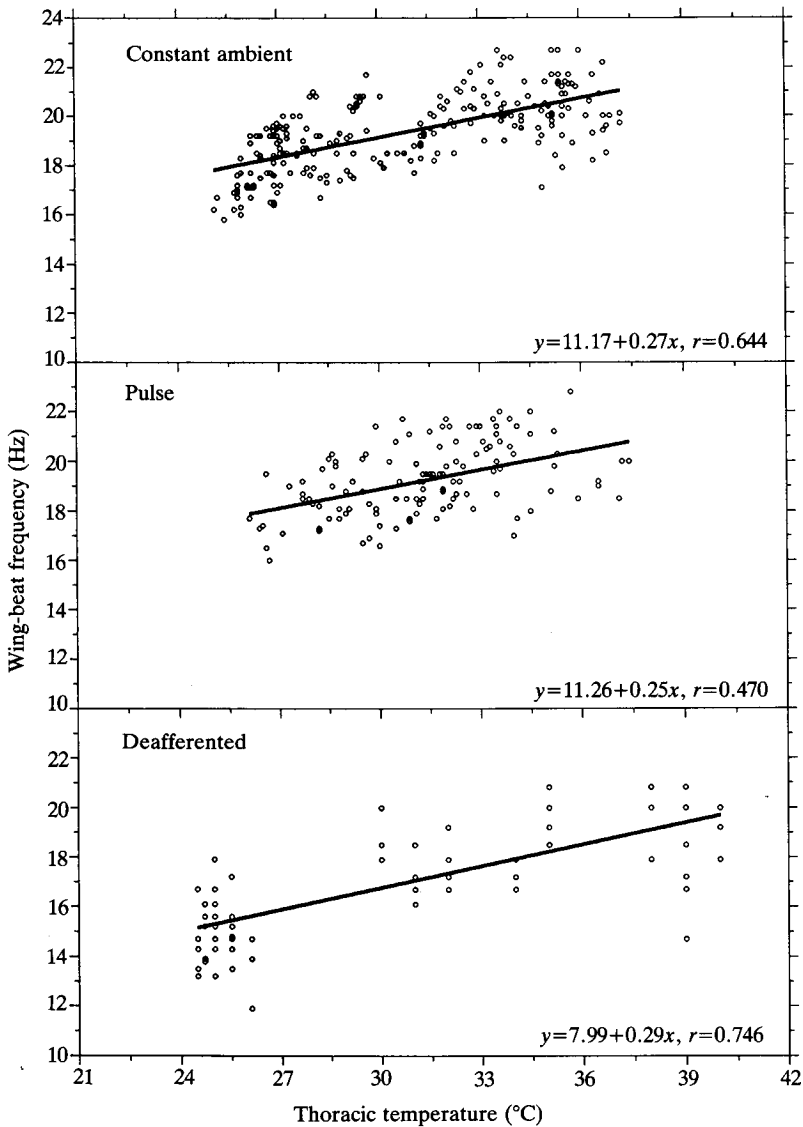 24
Constant ambient
22
20
18
16
14
12
10
y=11.17+0.27x, r=0.644
Pulse
22
20
18
16
14
12
10
y=11.26+0.25x, r=0.470
Wing-beat frequency (Hz)
Deafferented
22
20
18
16
14
12
10
y=7.99+0.29x, r=0.746
21 24 27 30 33 36 39 42
Thoracic temperature (°C)